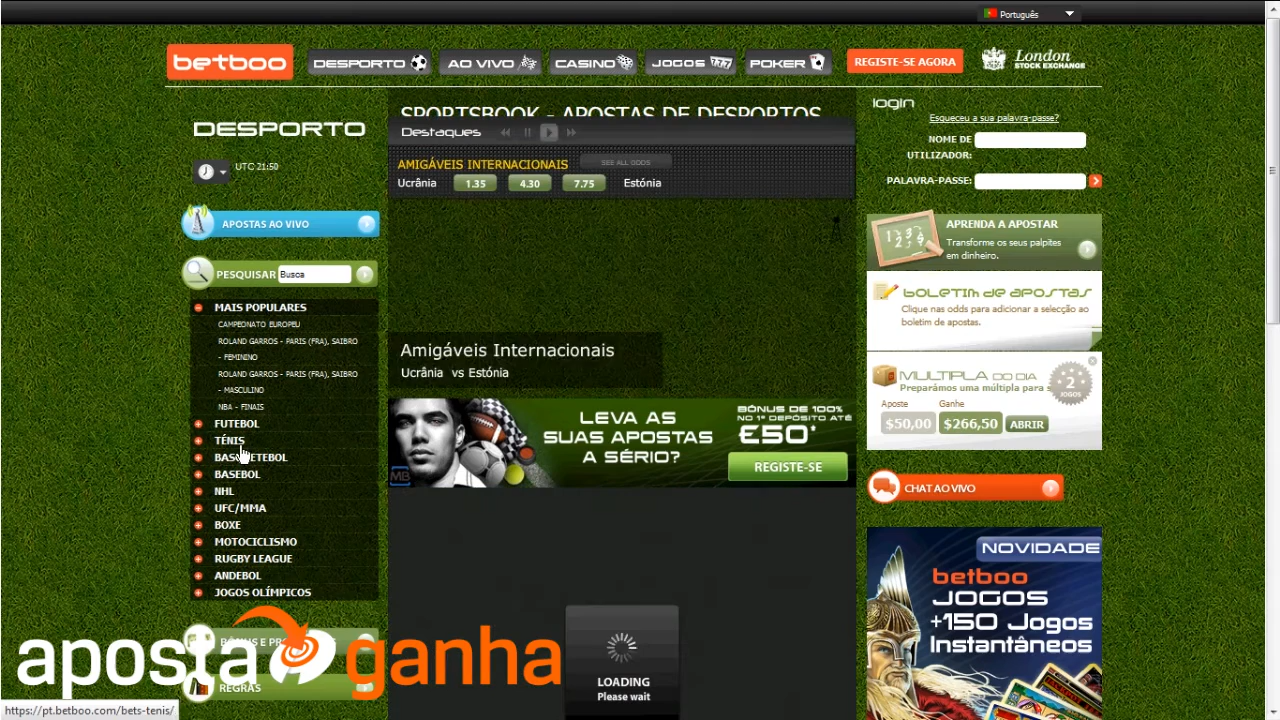 Português
betboo
DESPORTO
AO VIVO
CASINO
JOGOS 777
POKER
REGISTE-SE AGORA
London
STOCK EXCHANGE
DESPORTO
UTC 21:50
APOSTAS AO VIVO
PESQUISAR Busca
MAIS POPULARES
CAMPEONATO EUROPEU
ROLAND GARROS - PARIS (FRA), SAIBRO
- FEMININO
ROLAND GARROS - PARIS (FRA), SAIBRO
- MASCULINO
NBA - FINAIS
FUTEBOL
TÉNIS
BASQUETEBOL
BASEBOL
NHL
UFC/MMA
BOXE
MOTOCICLISMO
RUGBY LEAGUE
ANDEBOL
JOGOS OLÍMPICOS
BÓNUS E
REGRAS
aposta ganha
https://pt.betboo.com/bets-tenis/
SPORTSBOOK - APOSTAS DE DESPORTOS
Destaques
AMIGÁVEIS INTERNACIONAIS SEE ALL ODDS
Ucrânia 1.35 4.30 7.75 Estónia
Amigáveis Internacionais
Ucrânia vs Estónia
LEVA AS
SUAS APOSTAS
A SÉRIO?
BÓNUS DE 100%
NO 1º DEPÓSITO ATÉ
€50*
REGISTE-SE
MB
LOADING
Please wait
login
Esqueceu a sua palavra-passe?
NOME DE
UTILIZADOR:
PALAVRA-PASSE:
APRENDA A APOSTAR
Transforme os seus palpites
em dinheiro.
BOLETIM DE APOSTAS
Clique nas odds para adicionar a selecção ao
boletim de apostas.
MULTIPLA DO DIA
Preparámos uma múltipla para s
2
JOGOS
Aposte Ganhe
$50,00 $266,50 ABRIR
CHAT AO VIVO
NOVIDADE
betboo
JOGOS
+150 Jogos
Instantâneos